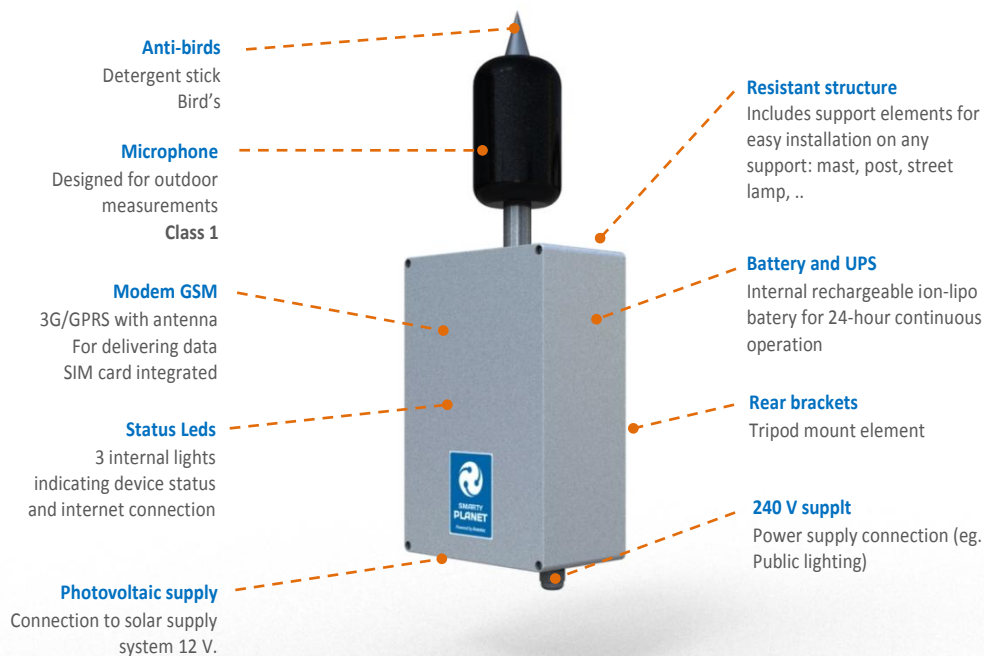 Anti-birds
Detergent stick
Bird’s
Microphone
Designed for outdoor
measurements
Class 1
Modem GSM
3G/GPRS with antenna
For delivering data
SIM card integrated
Status Leds
3 internal lights
indicating device status
and internet connection
Photovoltaic supply
Connection to solar supply
system 12 V.
SMARTY
PLANET
Resistant structure
Includes support elements for
easy installation on any
support: mast, post, street
lamp, ..
Battery and UPS
Internal rechargeable ion-lipo
batery for 24-hour continuous
operation
Rear brackets
Tripod mount element
240 V supplt
Power supply connection (eg.
Public lighting)